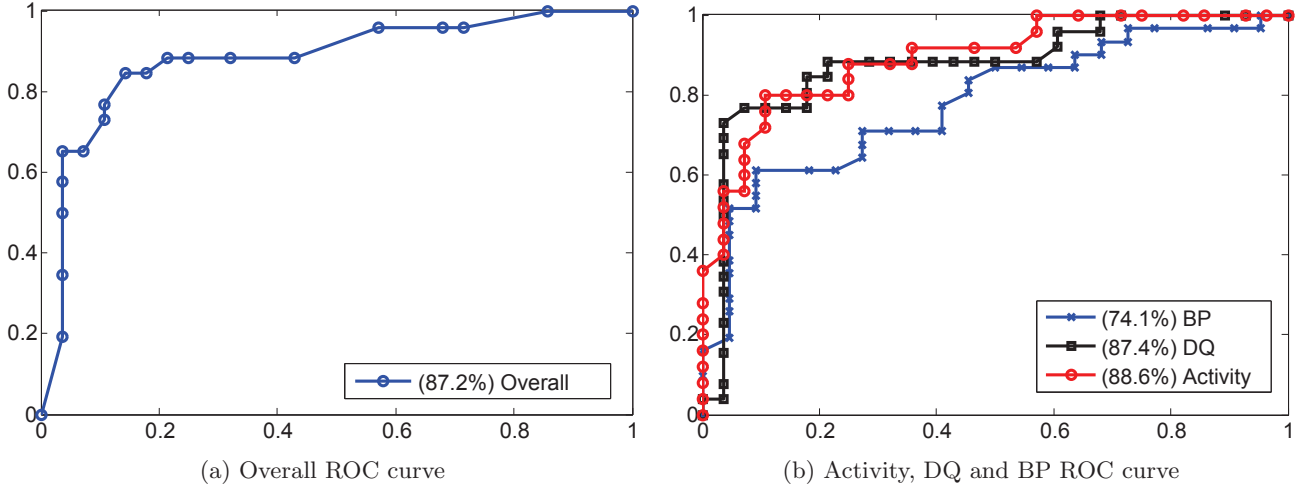 1
0.8
0.6
0.4
0.2
0
0 0.2 0.4 0.6 0.8 1
(87.2%) Overall
(a) Overall ROC curve
1
0.8
0.6
0.4
0.2
0
0 0.2 0.4 0.6 0.8 1
(74.1%) BP
(87.4%) DQ
(88.6%) Activity
(b) Activity, DQ and BP ROC curve